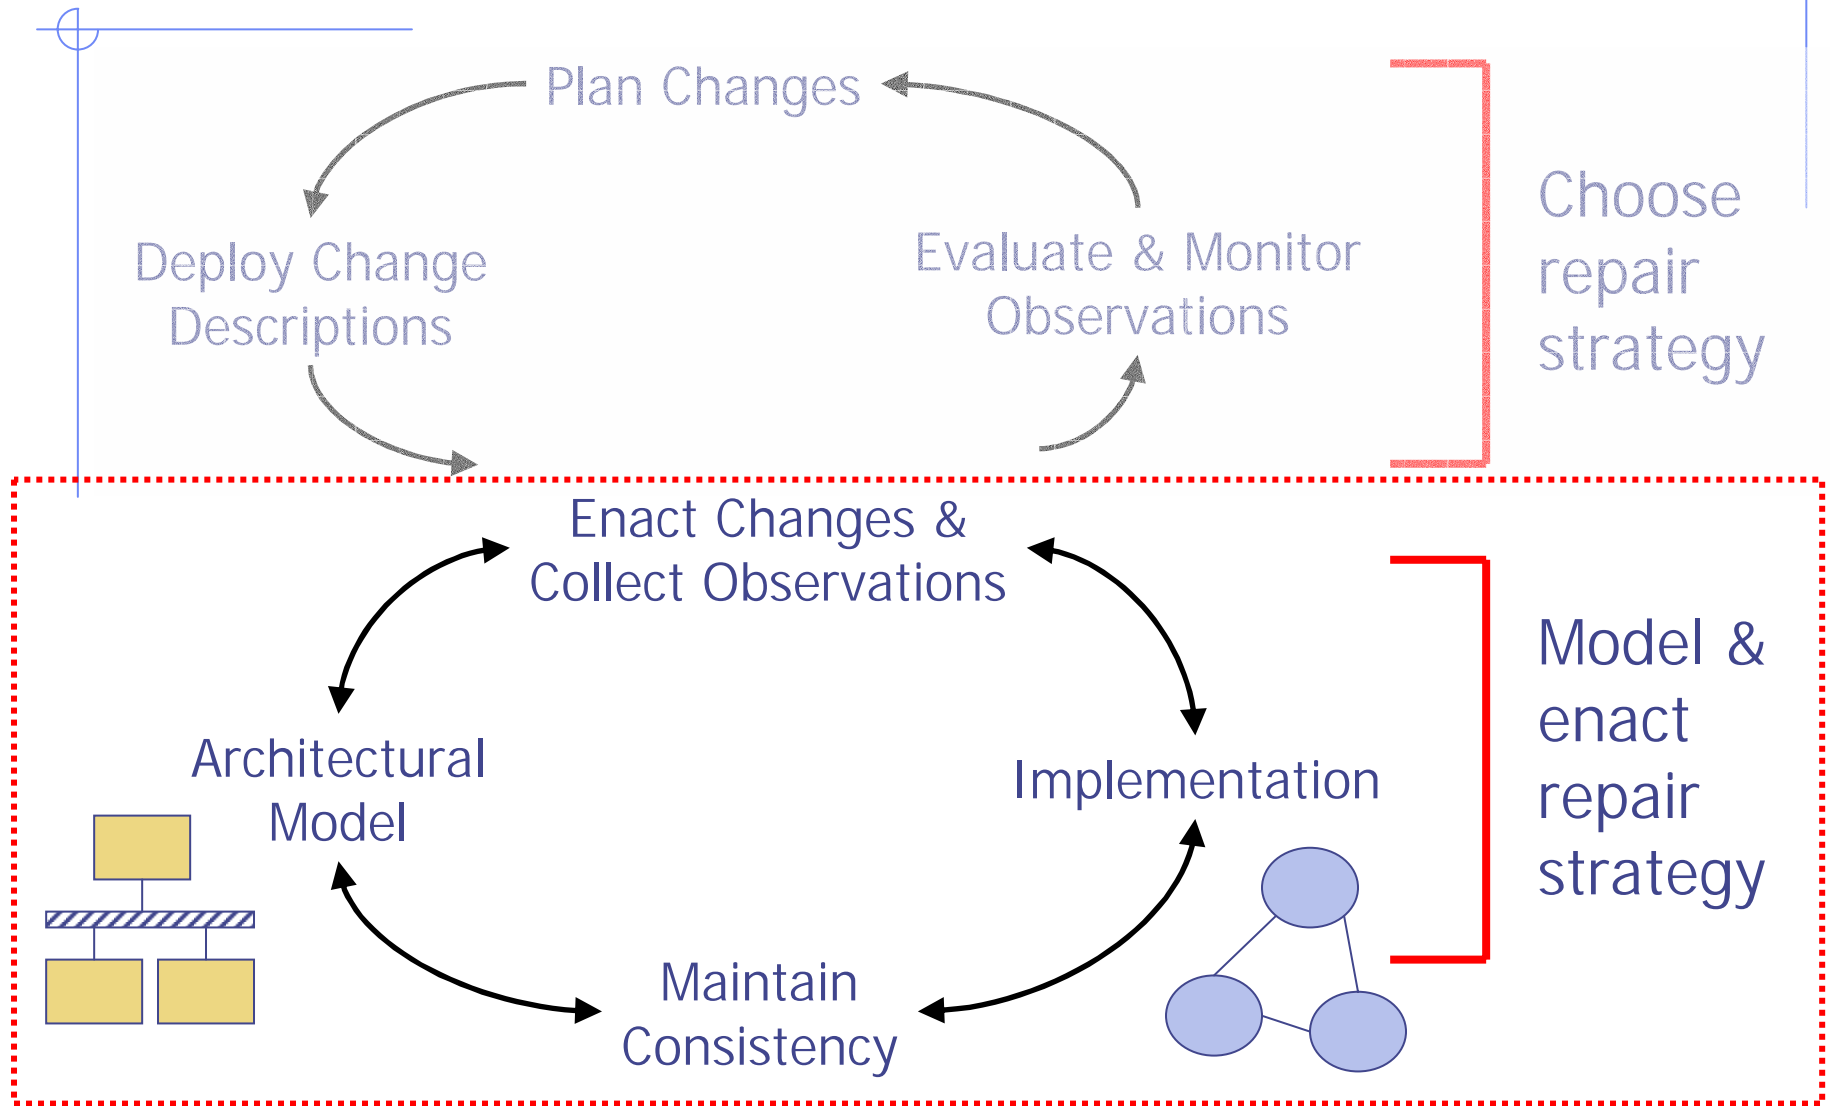 Plan Changes
Deploy Change
Descriptions
Evaluate & Monitor
Observations
Choose
repair
strategy
Enact Changes &
Collect Observations
Architectural
Model
Implementation
Maintain
Consistency
Model &
enact
repair
strategy